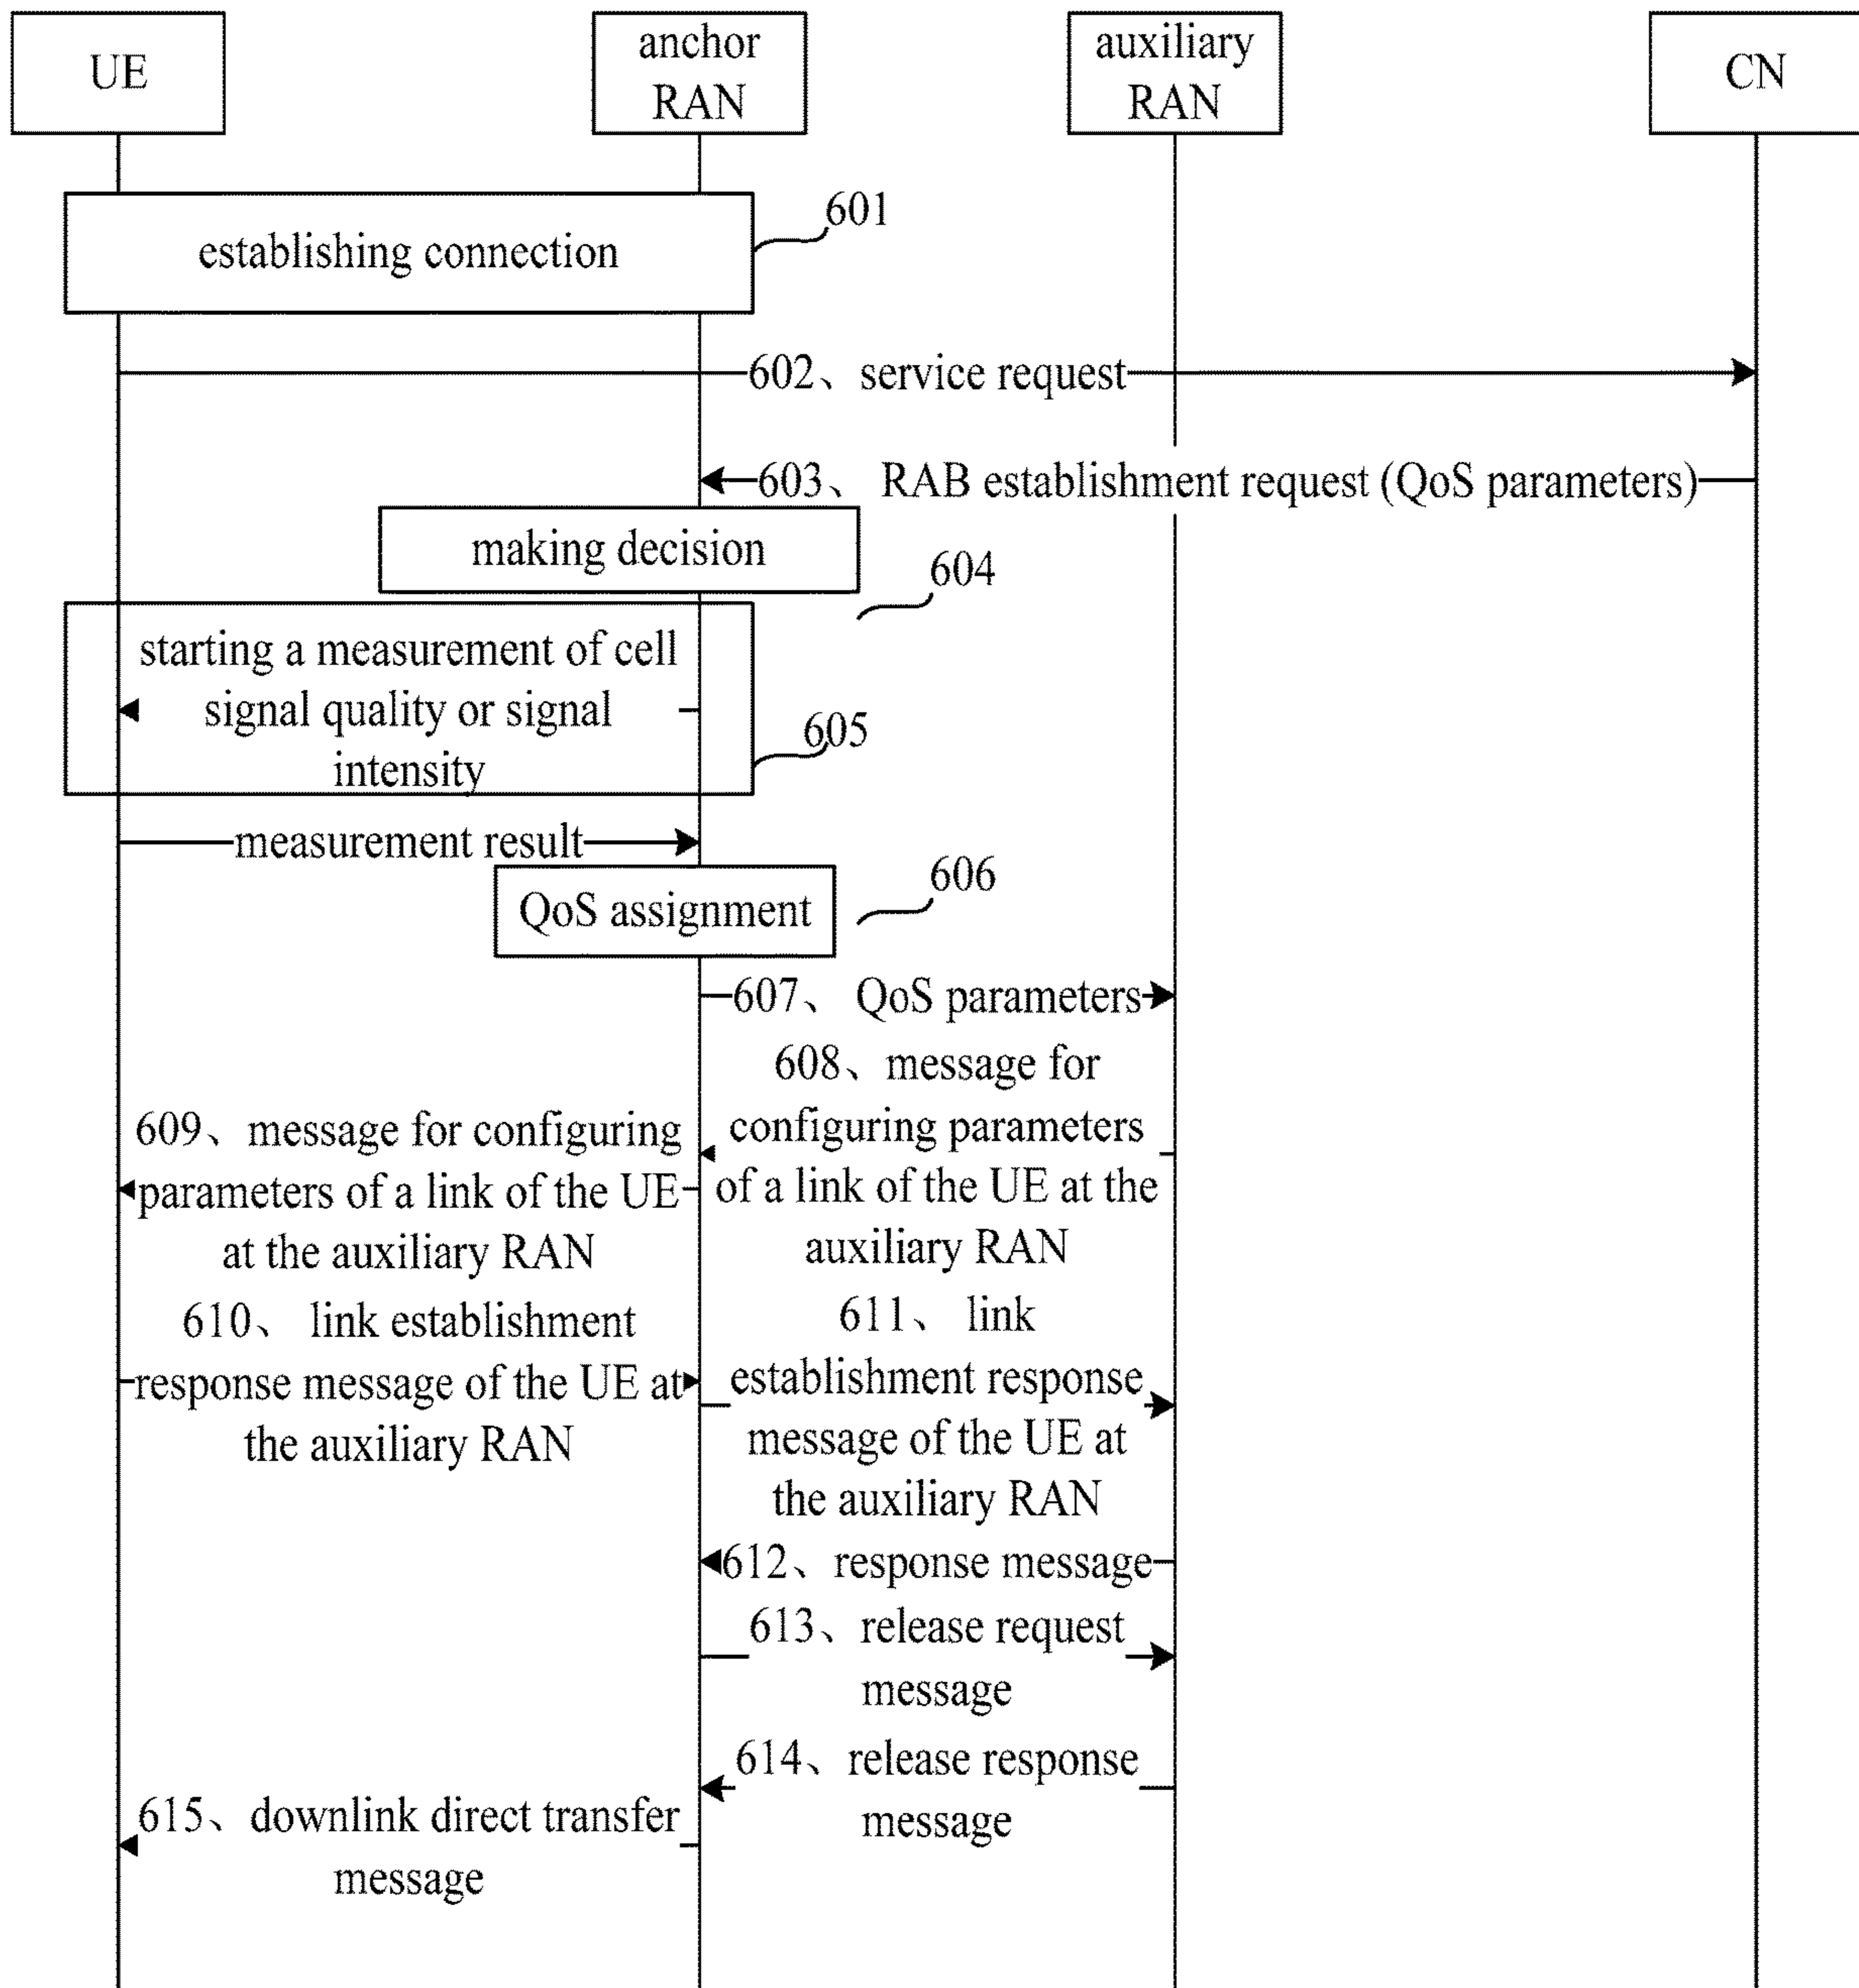 UE
anchor
RAN
auxiliary
RAN
CN
establishing connection
601
602、service request
603、 RAB establishment request (QoS parameters)
making decision
604
starting a measurement of cell
signal quality or signal
intensity
605
measurement result
QoS assignment
606
607、 QoS parameters
608、message for
configuring parameters
of a link of the UE at the
auxiliary RAN
609、message for configuring
parameters of a link of the UE
at the auxiliary RAN
610、 link establishment
response message of the UE at
the auxiliary RAN
611、 link
establishment response
message of the UE at
the auxiliary RAN
612、response message
613、release request
message
614、release response
message
615、downlink direct transfer
message